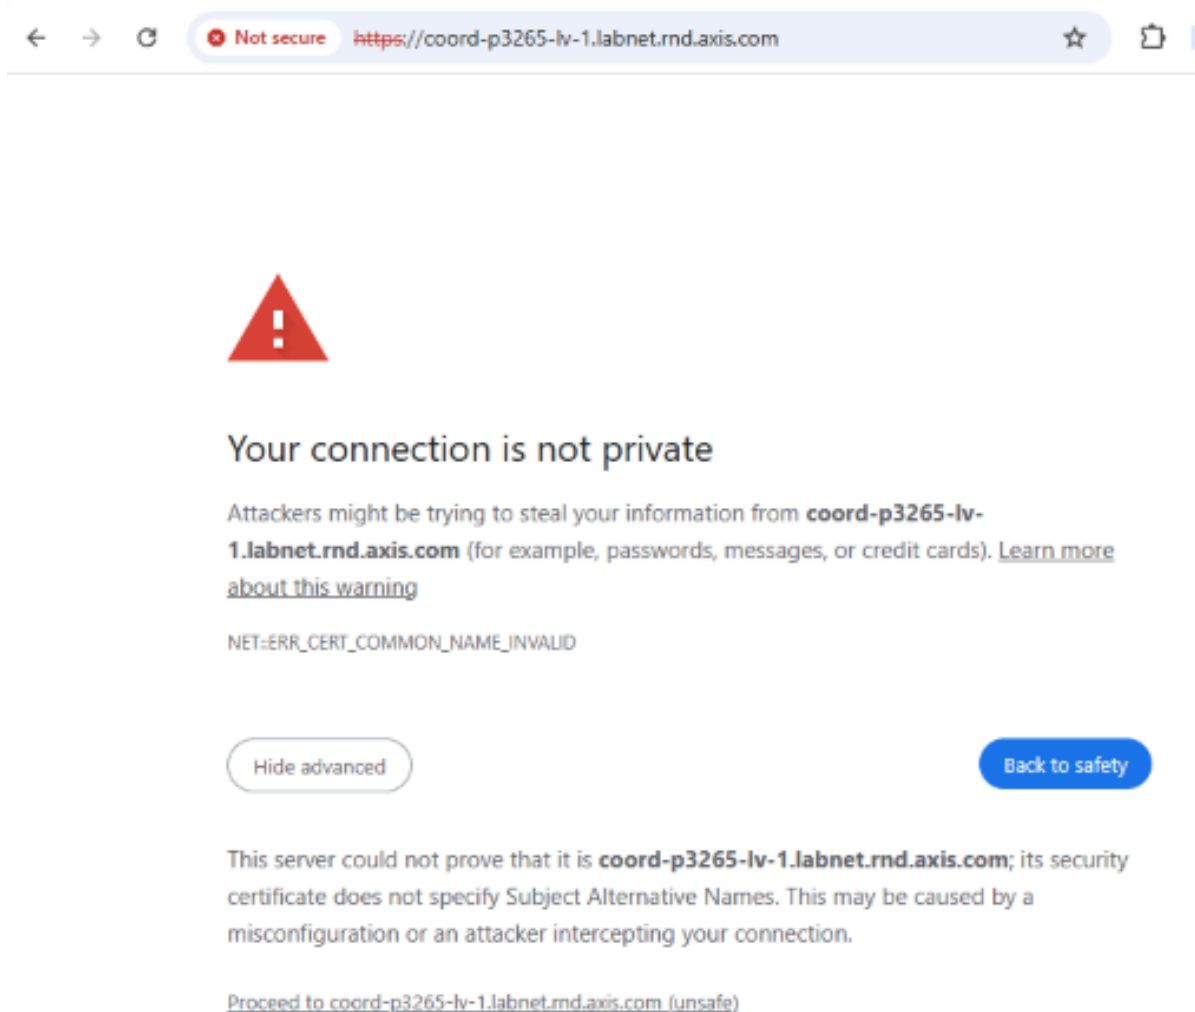 Not secure https://coord-p3265-lv-1.labnet.rnd.axis.com
Your connection is not private
Attackers might be trying to steal your information from coord-p3265-lv-
1.labnet.rnd.axis.com (for example, passwords, messages, or credit cards). Learn more
about this warning
NET::ERR_CERT_COMMON_NAME_INVALID
Hide advanced
Back to safety
This server could not prove that it is coord-p3265-lv-1.labnet.rnd.axis.com; its security
certificate does not specify Subject Alternative Names. This may be caused by a
misconfiguration or an attacker intercepting your connection.
Proceed to coord-p3265-lv-1.labnet.rnd.axis.com (unsafe)